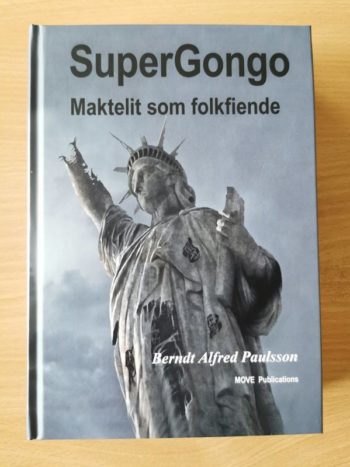 SuperGongo
Maktelit som folkfiende
Berndt Alfred Paulsson
MOVE Publications